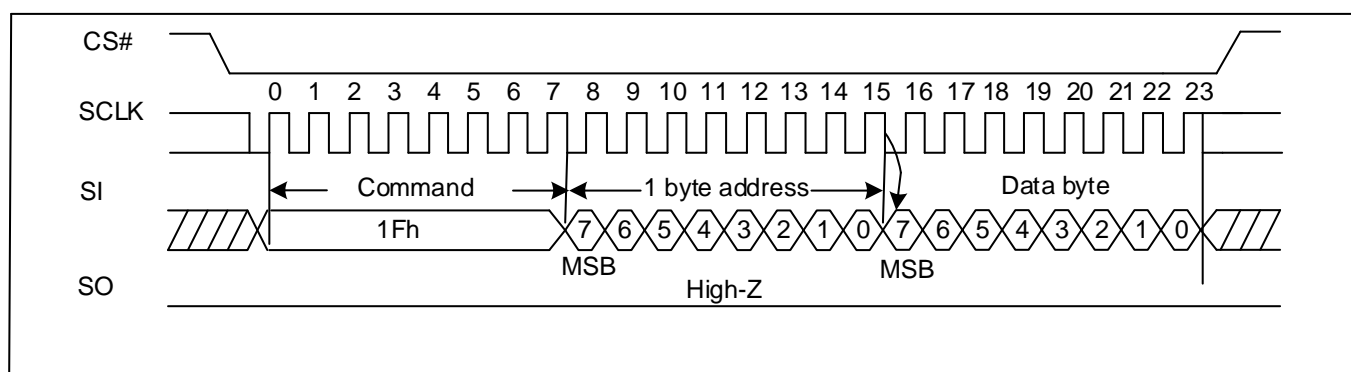 CS#
0 1 2 3 4 5 6 7 8 9 10 11 12 13 14 15 16 17 18 19 20 21 22 23
SCLK
SI
Command 1 byte address Data byte
1Fh 7 6 5 4 3 2 1 0 7 6 5 4 3 2 1 0
MSB MSB
SO
High-Z